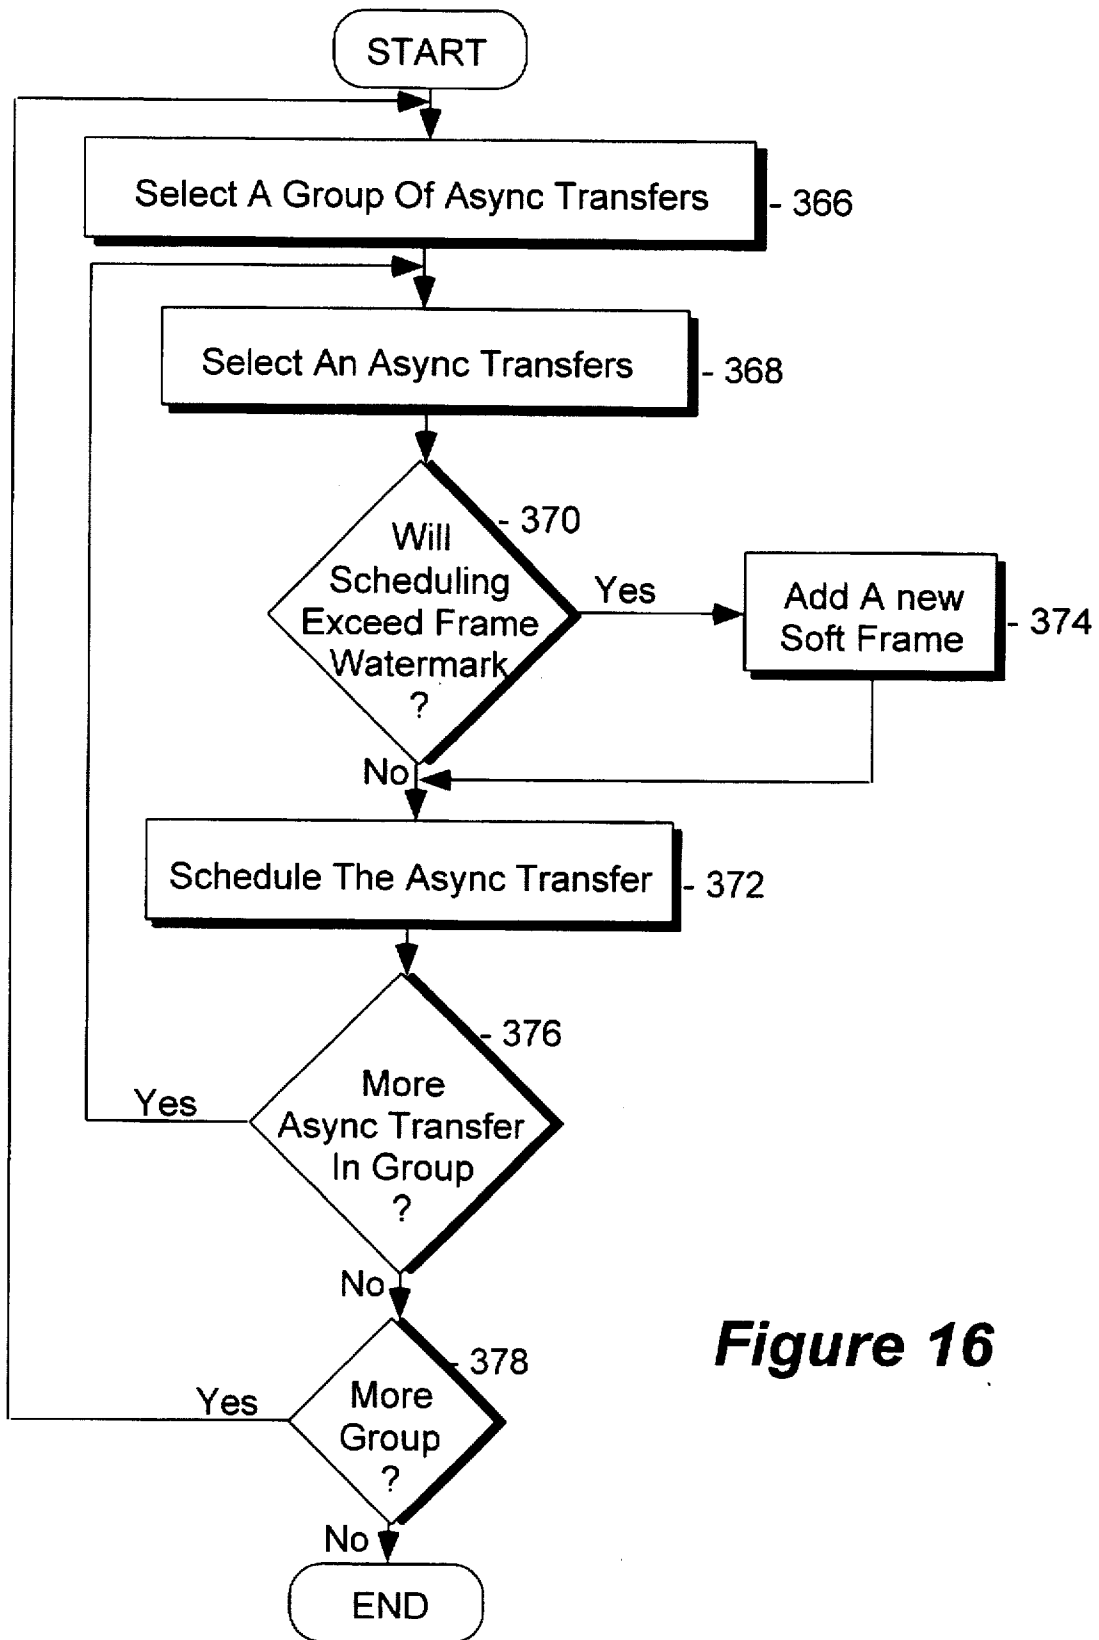 START
Select A Group Of Async Transfers
- 366
Select An Async Transfers
- 368
- 370
Will
Scheduling
Exceed Frame
Watermark
?
Yes
Add A new
Soft Frame
- 374
No
Schedule The Async Transfer
- 372
- 376
More
Async Transfer
In Group
?
Yes
No
- 378
More
Group
?
Yes
No
END
Figure 16